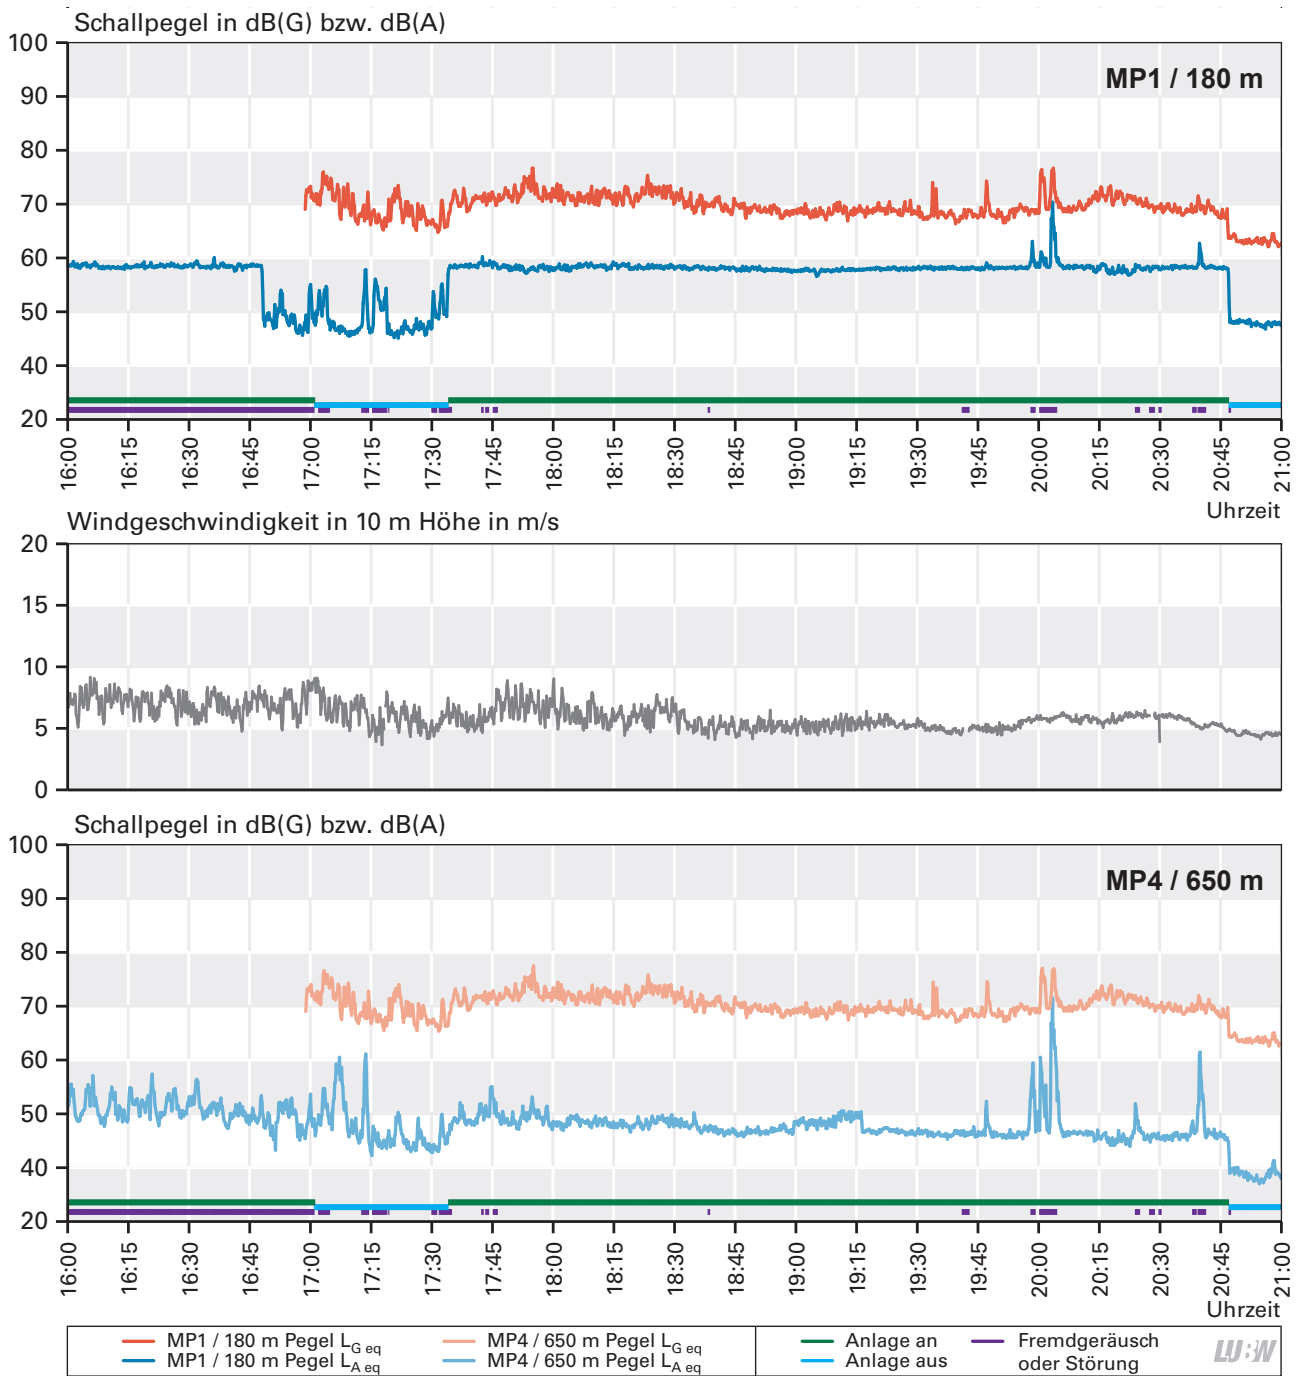 Schallpegel in dB(G) bzw. dB(A)
MP1 / 180 m
100
90
80
70
60
50
40
20
16:00 16:15 16:30 16:45 17:00 17:15 17:30 17:45 18:00 18:15 18:30 18:45 19:00 19:15 19:30 19:45 20:00 20:15 20:30 20:45 21:00
Uhrzeit
Windgeschwindigkeit in 10 m Höhe in m/s
20
15
10
5
0
Schallpegel in dB(G) bzw. dB(A)
MP4 / 650 m
100
90
80
70
60
50
40
20
16:00 16:15 16:30 16:45 17:00 17:15 17:30 17:45 18:00 18:15 18:30 18:45 19:00 19:15 19:30 19:45 20:00 20:15 20:30 20:45 21:00
Uhrzeit
MP1 / 180 m Pegel L G eq
MP1 / 180 m Pegel L A eq
MP4 / 650 m Pegel L G eq
MP4 / 650 m Pegel L A eq
Anlage an
Anlage aus
Fremdgeräusch
oder Störung
LUBW